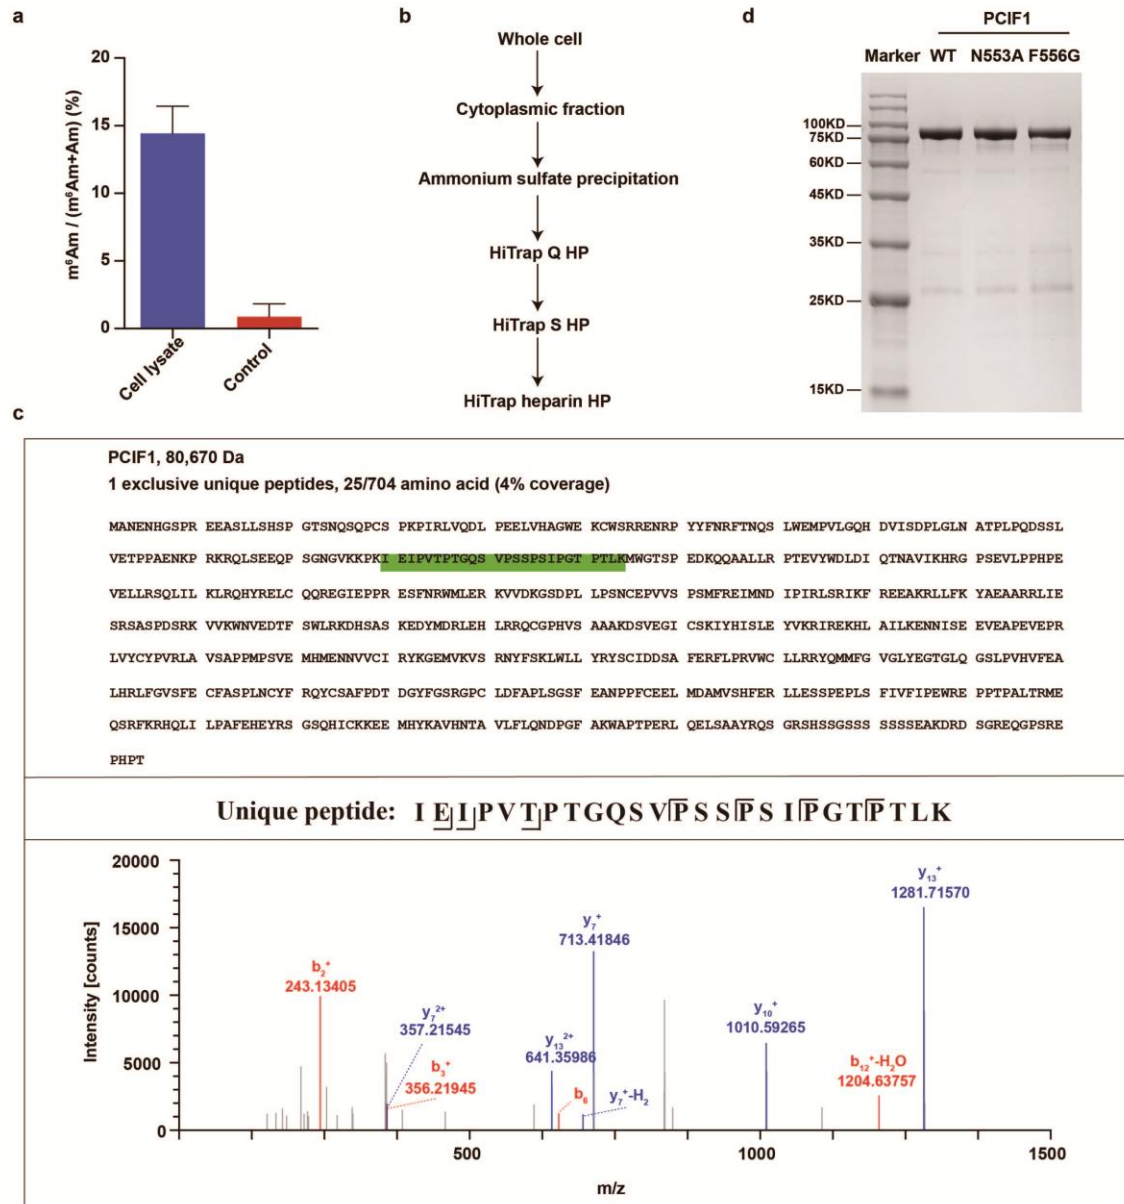 a
20
15
10
5
0
m⁶Am / (m⁶Am+Am) (%)
Cell lysate
Control
b
Whole cell
Cytoplasmic fraction
Ammonium sulfate precipitation
HiTrap Q HP
HiTrap S HP
HiTrap heparin HP
d
PCIF1
Marker WT N553A F556G
100KD
75KD
60KD
45KD
35KD
25KD
15KD
c
PCIF1, 80,670 Da
1 exclusive unique peptides, 25/704 amino acid (4% coverage)
MANENHGSPR EEASLLSHSP GTSNQSQPCS PKPIRLVQDL PEELVHAGWE KCWSRRENRP YYFNRFTNQS LWEMPVLGQH DVISDPLGLN ATPLPQDSSL
VETPPAENKP RKRQLSEEQP SGNGVKKPKI EIPVTPTGQS VPSSPSIPGT PTLKMWGTSP EDKQQAALLR PTEVYWDLDI QTNAVIKHRG PSEVLPPHPE
VELLRSQLIL KLRQHYRELC QQREGIEPPR ESFNRWMLER KVVDKGSDPL LPSNCEPVVS PSMFREIMND IPIRLSRIKF REEAKRLLFK YAEAARRLIE
SRSASPDSRK VVKWNVEDTF SWLRKDHSAS KEDYMDRLEH LRRQCGPHVS AAAKDSVEGI CSKIYHISLE YVKRIREKHL AILKENNISE EVEAPEVEPR
LVYCYPVRLA VSAPPMPSVE MHMENNVVCI RYKGEMVKVS RNYFSKLWLL YRYSCIDDSA FERFLPRVWC LLRRYQMMFG VGLYEGTGLQ GSLPVHVFEA
LHRLFGVSFE CFASPLNCYF RQYCSAFPDT DGYFGSRGPC LDFAPLSGSF EANPPFCEEL MDAMVSHFER LLESSPEPLS FIVFIPEWRE PPTPALTRME
QSRFKRHQLI LPAFEHEYRS GSQHICKKEE MHYKAVHNTA VLFLQNDPGF AKWAPTPERL QELSAAYRQS GRSHSSGSSS SSSSEAKDRD SGREQGPSRE
PHPT
Unique peptide: I E I P V T P T G Q S V P S S P S I P G T P T L K
20000
15000
10000
5000
0
Intensity [counts]
b₂⁺
243.13405
y₇²⁺
357.21545
b₃⁺
356.21945
y₁₃²⁺
641.35986
b₆
y₇⁺
713.41846
y₇⁺-H₂
y₁₀⁺
1010.59265
b₁₂⁺-H₂O
1204.63757
y₁₃⁺
1281.71570
500
1000
1500
m/z